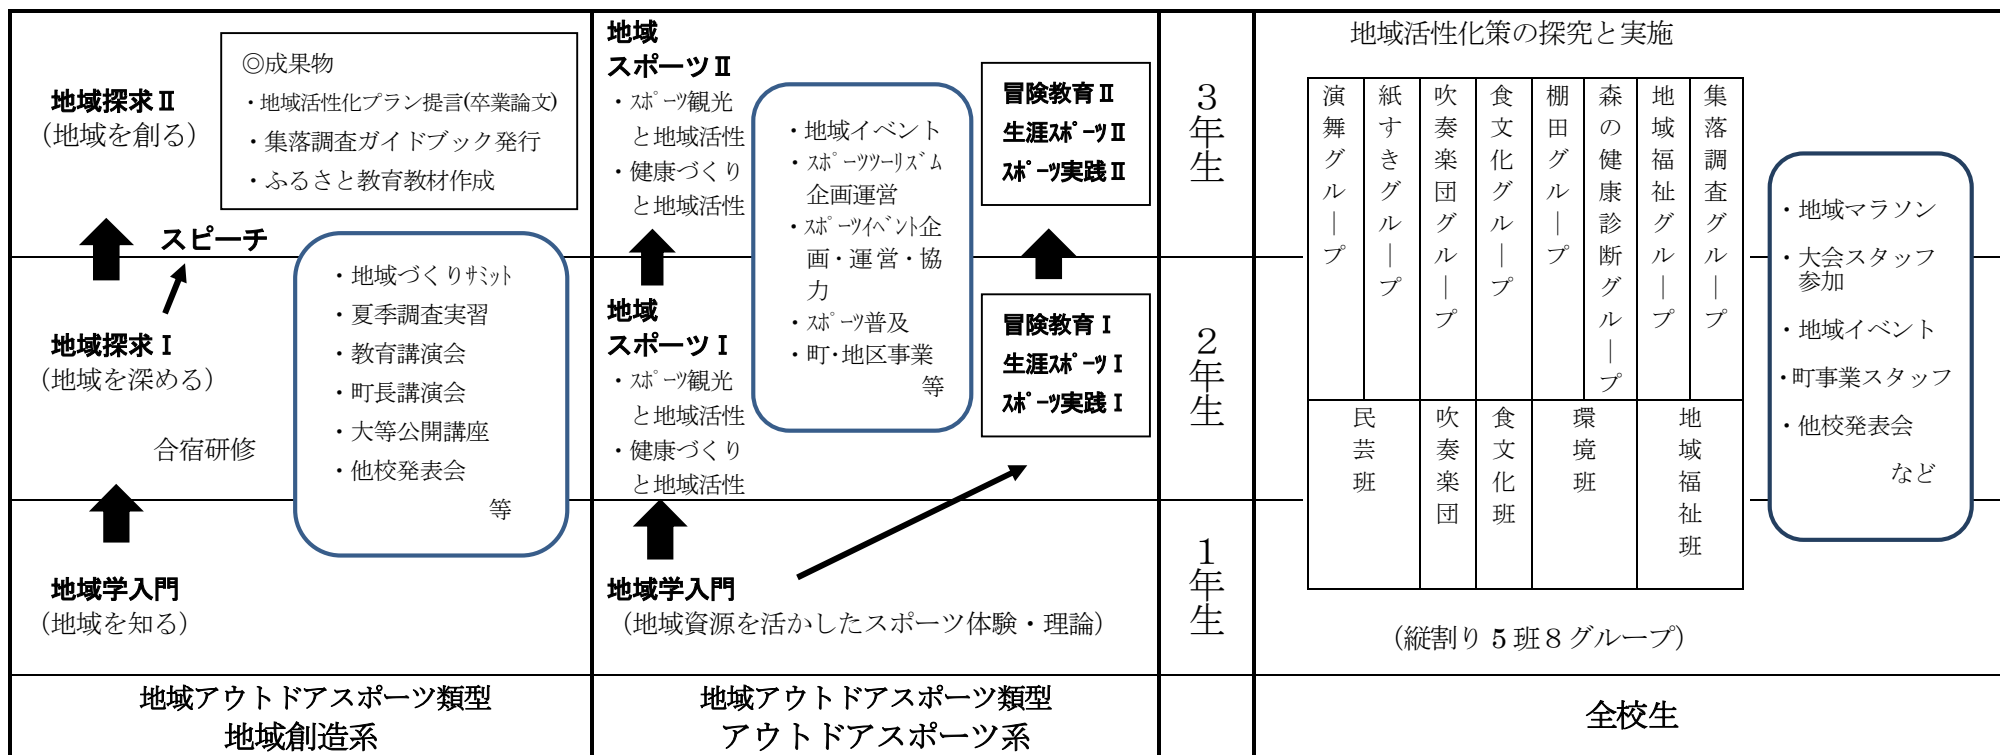 地域探求Ⅱ
(地域を創る)
◎成果物
・地域活性化プラン提言(卒業論文)
・集落調査ガイドブック発行
・ふるさと教育教材作成
スピーチ
地域探求Ⅰ
(地域を深める)
合宿研修
・地域づくりｻﾐｯﾄ
・夏季調査実習
・教育講演会
・町長講演会
・大等公開講座
・他校発表会
等
地域学入門
(地域を知る)
地域アウトドアスポーツ類型
地域創造系
地域
スポーツⅡ
・ｽﾎﾟｰﾂ観光
と地域活性
・健康づくり
と地域活性
・地域イベント
・ｽﾎﾟｰﾂﾂｰﾘｽﾞﾑ
企画運営
・ｽﾎﾟｰﾂｲﾍﾞﾝﾄ企
画・運営・協
力
・ｽﾎﾟｰﾂ普及
・町･地区事業
等
冒険教育Ⅱ
生涯ｽﾎﾟｰﾂⅡ
ｽﾎﾟｰﾂ実践Ⅱ
地域
スポーツⅠ
・ｽﾎﾟｰﾂ観光
と地域活性
・健康づくり
と地域活性
冒険教育Ⅰ
生涯ｽﾎﾟｰﾂⅠ
ｽﾎﾟｰﾂ実践Ⅰ
地域学入門
（地域資源を活かしたスポーツ体験・理論）
地域アウトドアスポーツ類型
アウトドアスポーツ系
３年生
２年生
１年生
地域活性化策の探究と実施
演舞グループ
紙すきグループ
吹奏楽団グループ
食文化グループ
棚田グループ
森の健康診断グループ
地域福祉グループ
集落調査グループ
民芸班
吹奏楽団
食文化班
環境班
地域福祉班
（縦割り５班８グループ）
・地域マラソン
・大会スタッフ
参加
・地域イベント
・町事業スタッフ
・他校発表会
など
全校生